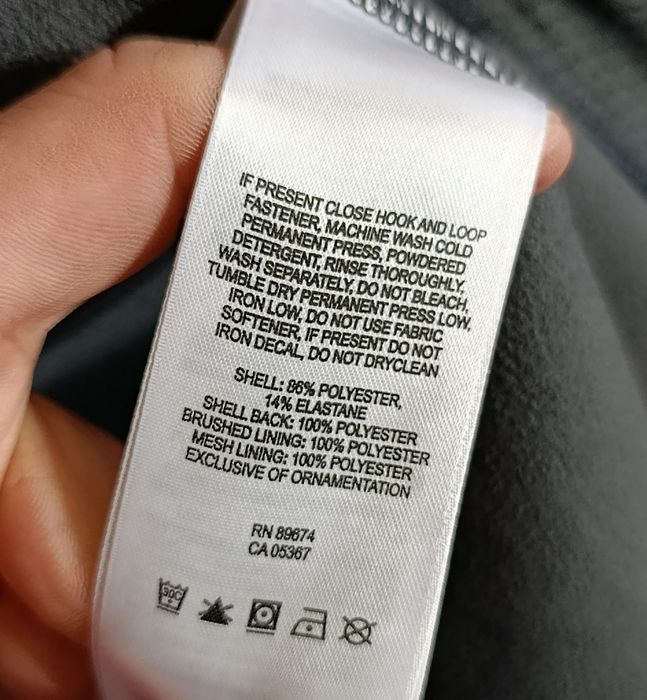 IF PRESENT CLOSE HOOK AND LOOP
FASTENER, MACHINE WASH COLD
PERMANENT PRESS, POWDERED
DETERGENT. RINSE THOROUGHLY.
WASH SEPARATELY. DO NOT BLEACH,
TUMBLE DRY PERMANENT PRESS LOW.
IRON LOW, DO NOT USE FABRIC
SOFTENER, IF PRESENT DO NOT
IRON DECAL, DO NOT DRYCLEAN
SHELL: 86% POLYESTER,
14% ELASTANE
SHELL BACK: 100% POLYESTER
BRUSHED LINING: 100% POLYESTER
MESH LINING: 100% POLYESTER
EXCLUSIVE OF ORNAMENTATION
RN 89674
CA 05367
30C